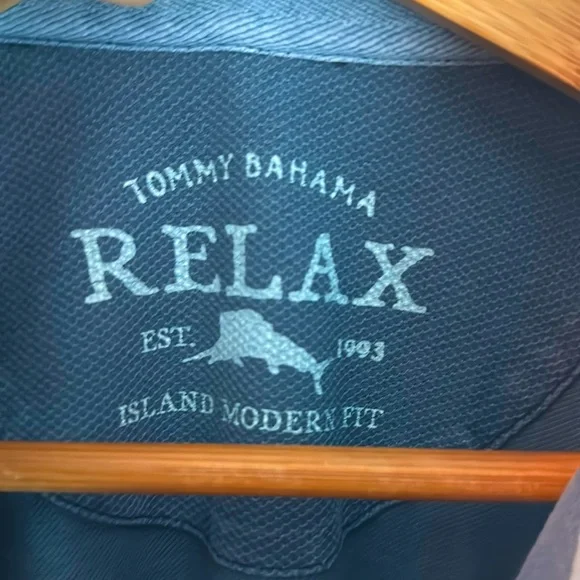 TOMMY BAHAMA
RELAX
EST. 1993
ISLAND MODERN FIT